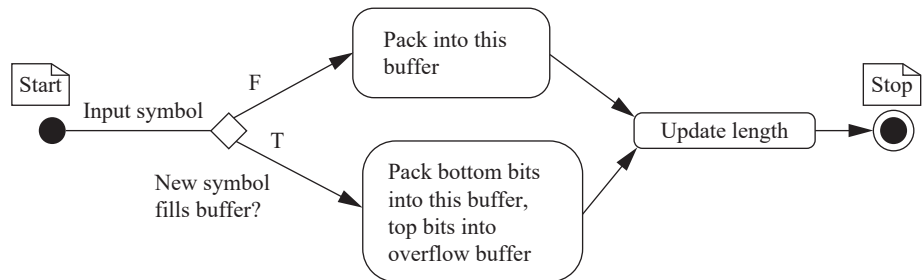 Start
Input symbol
F
T
New symbol
fills buffer?
Pack into this
buffer
Pack bottom bits
into this buffer,
top bits into
overflow buffer
Update length
Stop